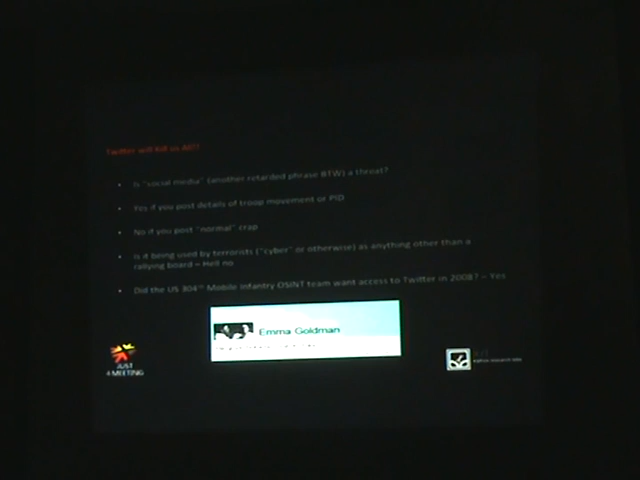 Twitter will kill us All!!
• Is "social media" (another retarded phrase BTW) a threat?
• Yes if you post details of troop movement or PID
• No if you post "normal" crap
• Is it being used by terrorists ("cyber" or otherwise) as anything other than a
rallying board – Hell no
• Did the US 304th Mobile Infantry OSINT team want access to Twitter in 2008? – Yes
Emma Goldman
JUST
4 MEETING